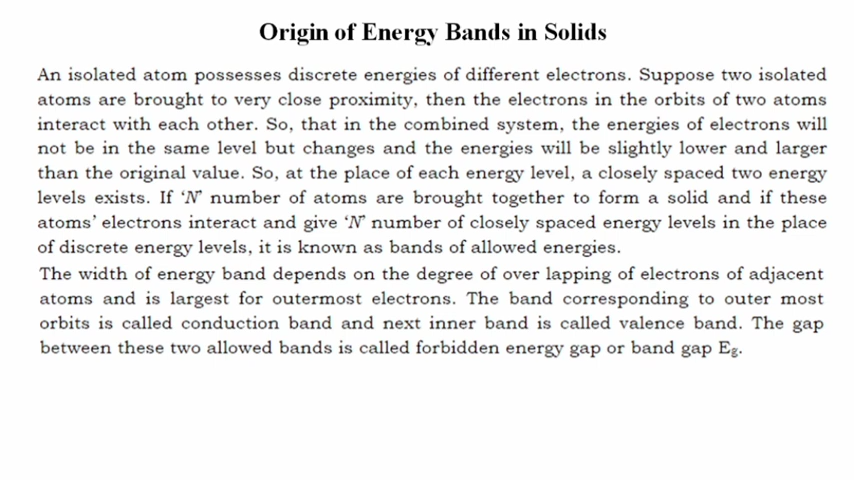 Origin of Energy Bands in Solids
An isolated atom possesses discrete energies of different electrons. Suppose two isolated
atoms are brought to very close proximity, then the electrons in the orbits of two atoms
interact with each other. So, that in the combined system, the energies of electrons will
not be in the same level but changes and the energies will be slightly lower and larger
than the original value. So, at the place of each energy level, a closely spaced two energy
levels exists. If ‘N’ number of atoms are brought together to form a solid and if these
atoms’ electrons interact and give ‘N’ number of closely spaced energy levels in the place
of discrete energy levels, it is known as bands of allowed energies.
The width of energy band depends on the degree of over lapping of electrons of adjacent
atoms and is largest for outermost electrons. The band corresponding to outer most
orbits is called conduction band and next inner band is called valence band. The gap
between these two allowed bands is called forbidden energy gap or band gap Eg.